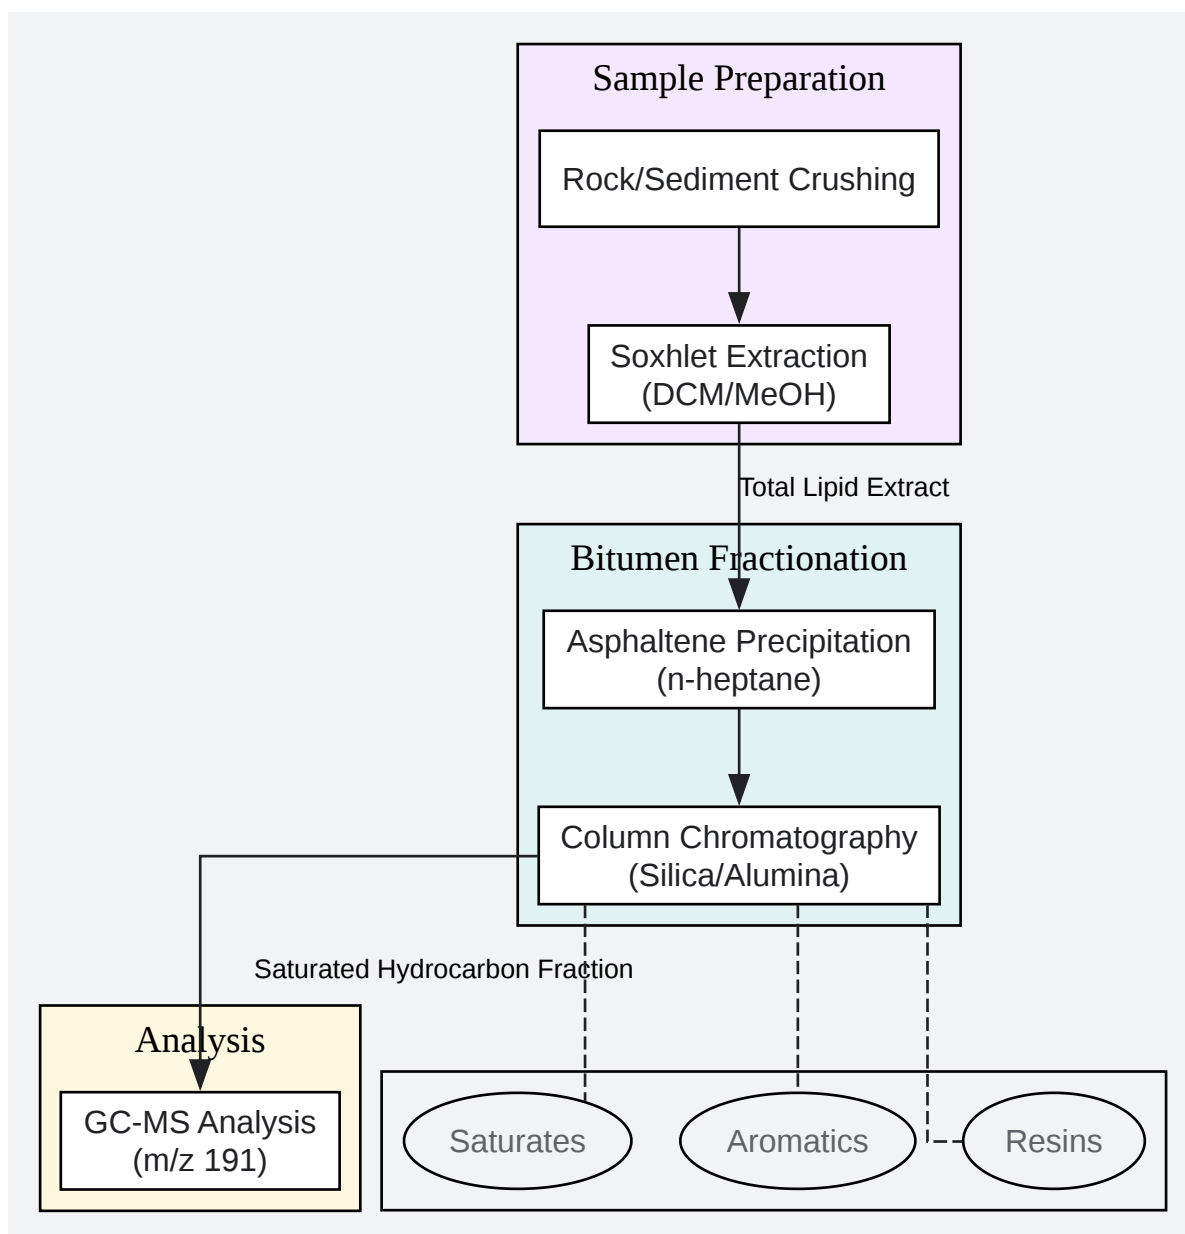 Sample Preparation
Rock/Sediment Crushing
Soxhlet Extraction
(DCM/MeOH)
Total Lipid Extract
Bitumen Fractionation
Asphaltene Precipitation
(n-heptane)
Column Chromatography
(Silica/Alumina)
Saturated Hydrocarbon Fraction
Analysis
GC-MS Analysis
(m/z 191)
Saturates
Aromatics
Resins